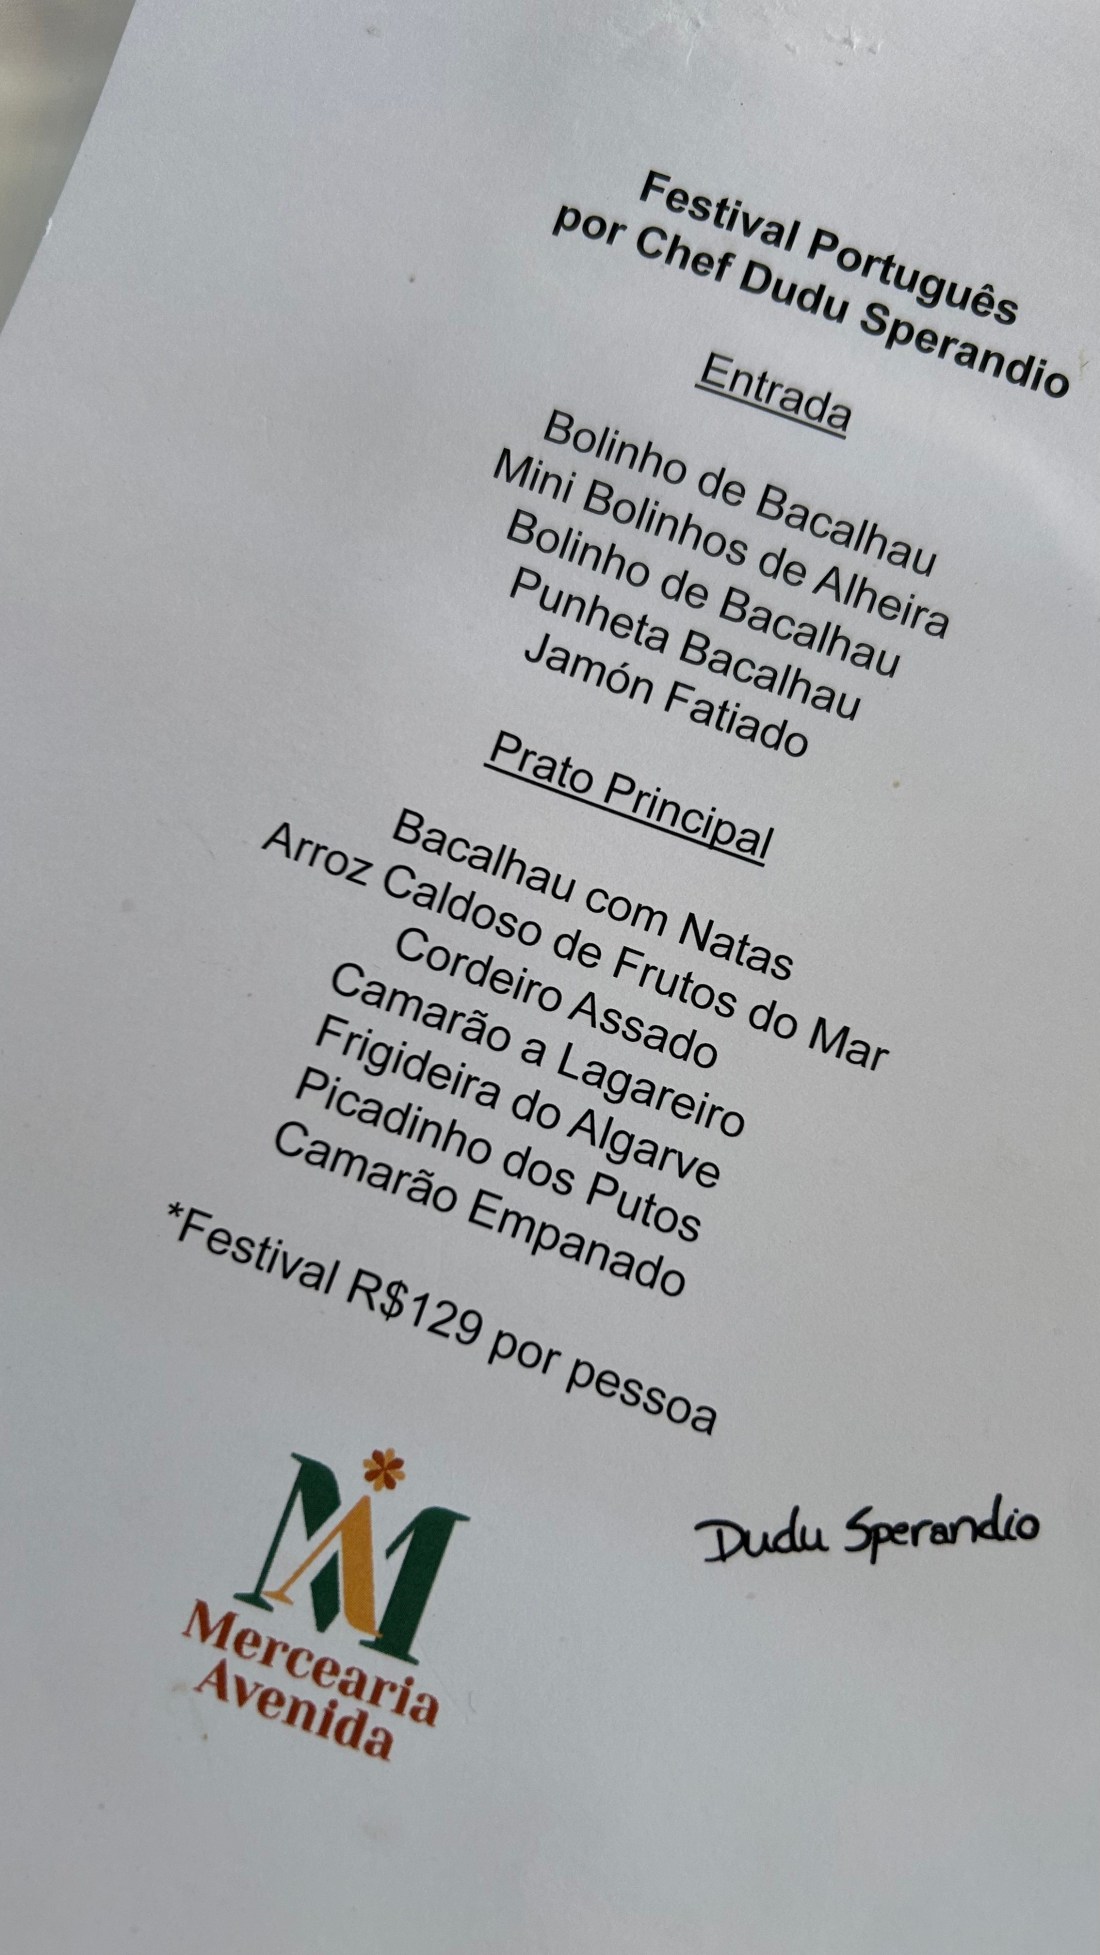 Festival Português
por Chef Dudu Sperandio
Entrada
Bolinho de Bacalhau
Mini Bolinhos de Alheira
Bolinho de Bacalhau
Punheta Bacalhau
Jamón Fatiado
Prato Principal
Bacalhau com Natas
Arroz Caldoso de Frutos do Mar
Cordeiro Assado
Camarão a Lagareiro
Frigideira do Algarve
Picadinho dos Putos
Camarão Empanado
*Festival R$129 por pessoa
Dudu Sperandio
MA
Mercearia
Avenida